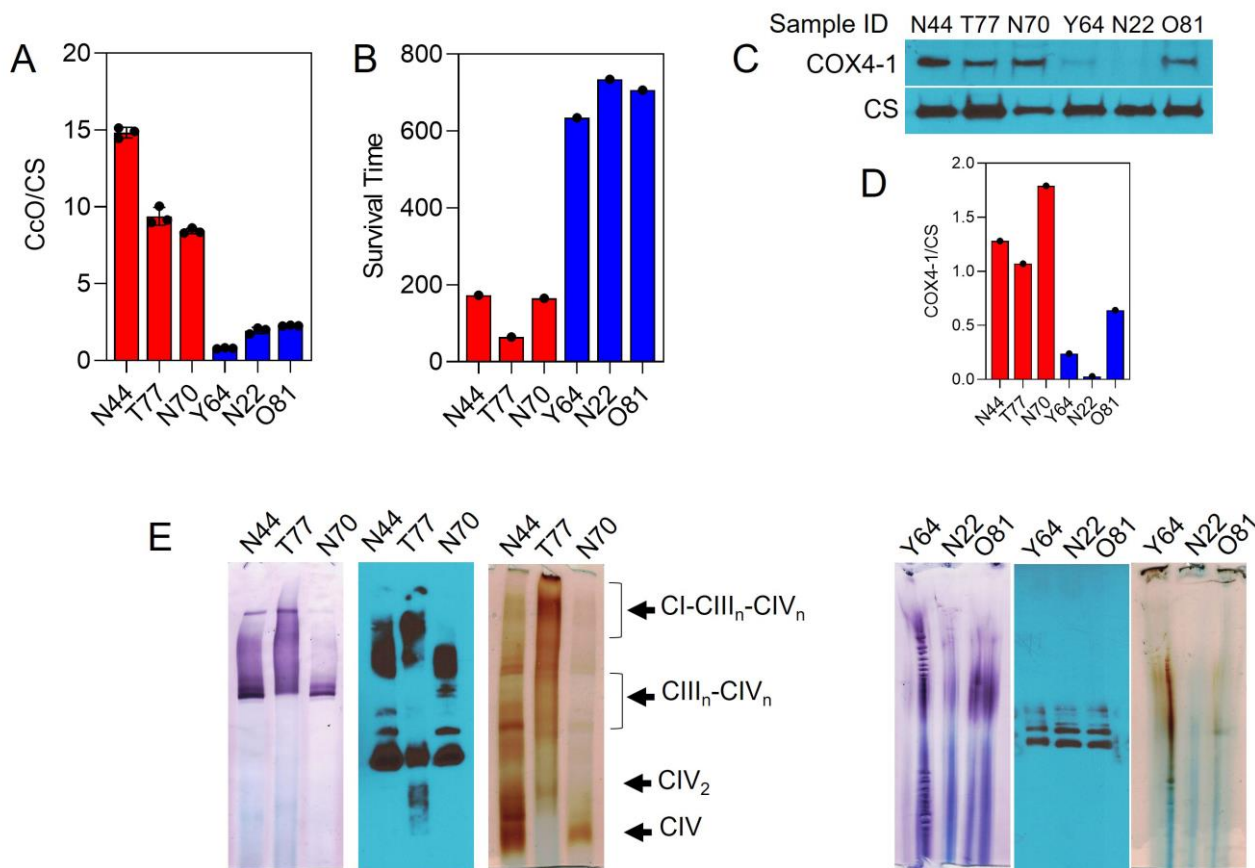 A
CcO/CS
20
15
10
5
0
N44 T77 N70 Y64 N22 O81
B
Survival Time
800
600
400
200
0
N44 T77 N70 Y64 N22 O81
C
Sample ID N44 T77 N70 Y64 N22 O81
COX4-1
CS
D
COX4-1/CS
2.0
1.5
1.0
0.5
0.0
N44 T77 N70 Y64 N22 O81
E
N44 T77 N70 N44 T77 N70 N44 T77 N70
CI-CIIIn-CIVn
CIIIn-CIVn
CIV2
CIV
Y64 N22 O81 Y64 N22 O81 Y64 N22 O81